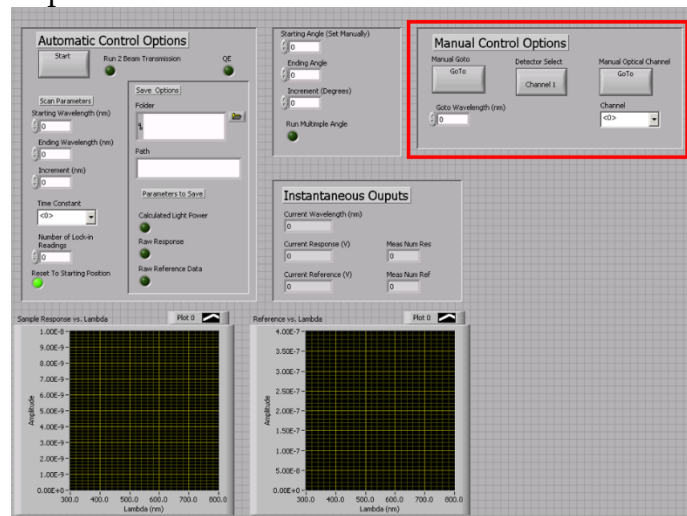 Automatic Control Options
Start
Run 2 Beam Transmission
QE
Scan Parameters
Starting Wavelength (nm)
0
Ending Wavelength (nm)
0
Increment (nm)
0
Time Constant
<0>
Number of Lock-in
Readings
0
Reset To Starting Position
Save Options
Folder
Path
Parameters to Save
Calculated Light Power
Raw Response
Raw Reference Data
Starting Angle (Set Manually)
0
Ending Angle
0
Increment (Degrees)
0
Run Multimple Angle
Manual Control Options
Manual Goto
GoTo
Detector Select
Channel 1
Manual Optical Channel
GoTo
Goto Wavelength (nm)
0
Channel
<0>
Instantaneous Ouputs
Current Wavelength (nm)
0
Current Response (V)
0
Meas Num Res
0
Current Reference (V)
0
Meas Num Ref
0
Sample Response vs. Lambda
Plot 0
1.00E-8
9.00E-9
8.00E-9
7.00E-9
6.00E-9
5.00E-9
4.00E-9
3.00E-9
2.00E-9
1.00E-9
0.00E+0
Amplitude
300.0 400.0 500.0 600.0 700.0 800.0
Lambda (nm)
Reference vs. Lambda
Plot 0
4.00E-7
3.50E-7
3.00E-7
2.50E-7
2.00E-7
1.50E-7
1.00E-7
5.00E-8
0.00E+0
Amplitude
300.0 400.0 500.0 600.0 700.0 800.0
Lambda (nm)